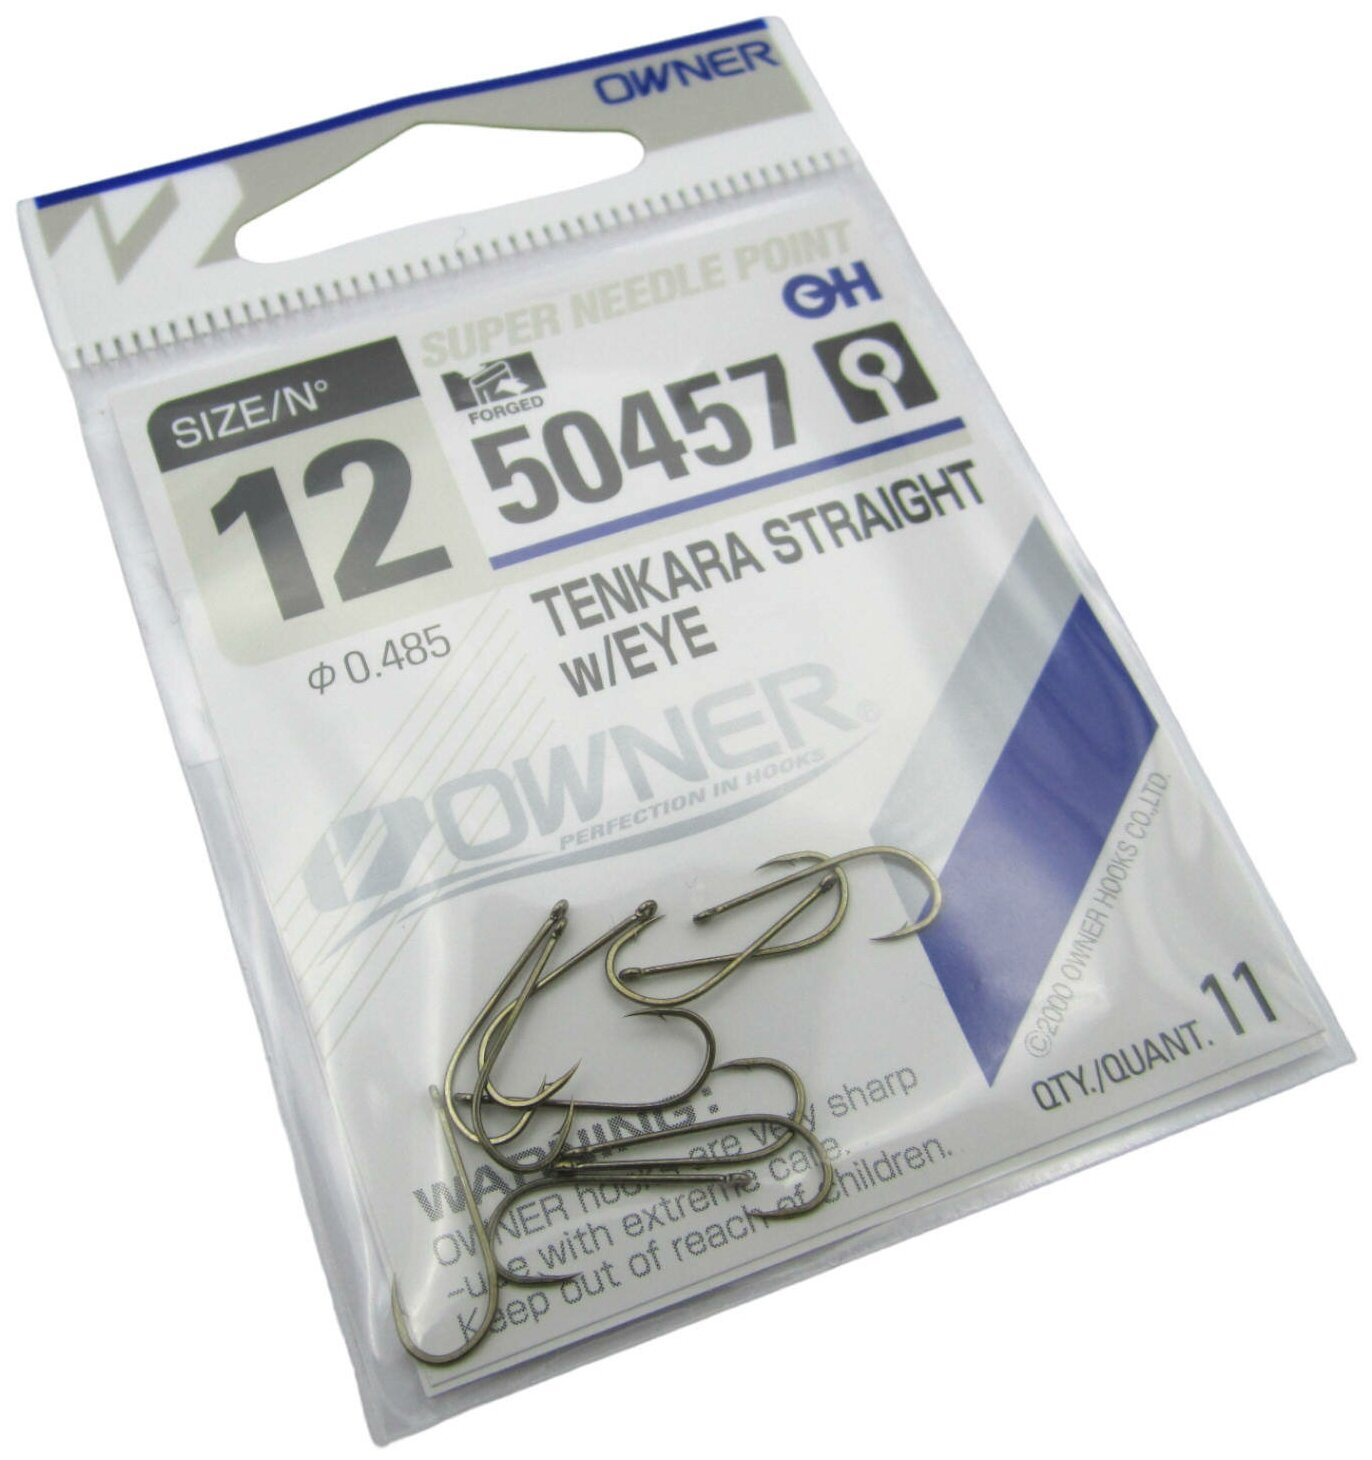 OWNER
SUPER NEEDLE POINT
SIZE/N°
12
FORGED
OH
50457
φ 0.485
TENKARA STRAIGHT
w/EYE
OWNER®
PERFECTION IN HOOKS
©2000 OWNER HOOKS CO.,LTD.
QTY./QUANT. 11
WARNING:
OWNER hooks are very sharp
-use with extreme care.
Keep out of reach of children.